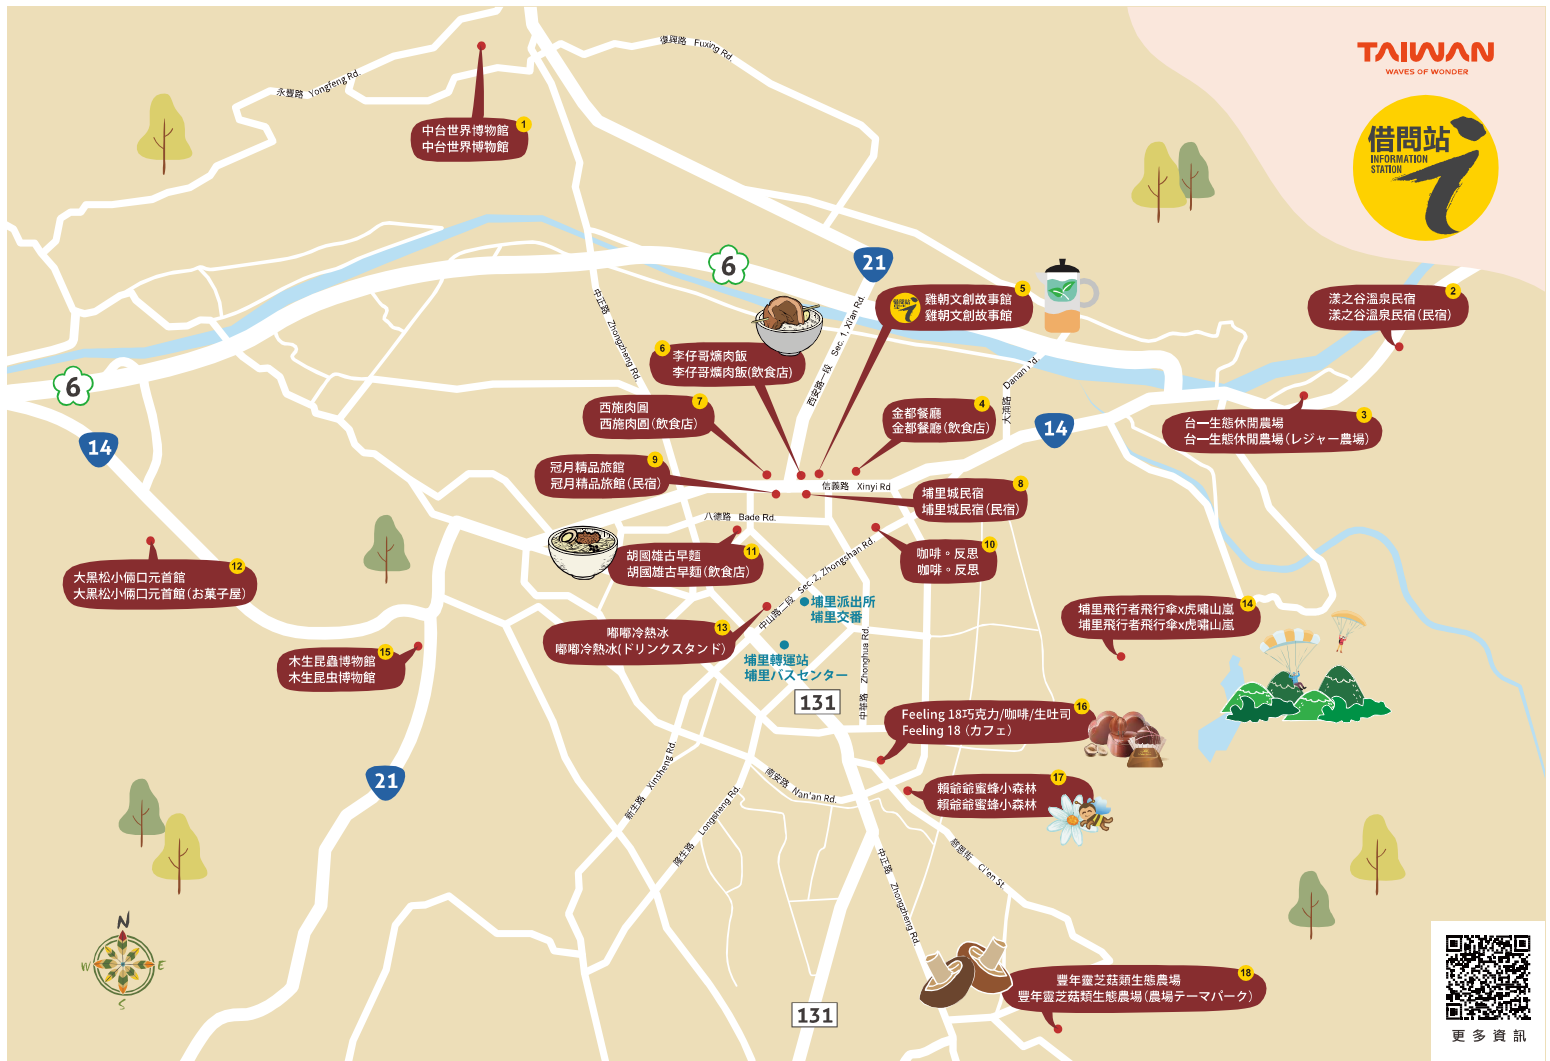 TAIWAN
WAVES OF WONDER
借問站
INFORMATION
STATION
i
復興路 Fuxing Rd.
永豐路 Yongfeng Rd.
中台世界博物館 1
中台世界博物館
6
21
雞朝文創故事館 5
雞朝文創故事館
借問站
漾之谷溫泉民宿 2
漾之谷溫泉民宿(民宿)
中正路 Zhongzheng Rd.
西安路一段 Sec. 1, Xi'an Rd.
6 李仔哥爌肉飯
李仔哥爌肉飯(飲食店)
6
大湳路 Danan Rd.
西施肉圓 7
西施肉圓(飲食店)
金都餐廳 4
金都餐廳(飲食店)
14
台一生態休閒農場 3
台一生態休閒農場(レジャー農場)
14
冠月精品旅館 9
冠月精品旅館(民宿)
信義路 Xinyi Rd
埔里城民宿 8
埔里城民宿(民宿)
八德路 Bade Rd.
胡國雄古早麵 11
胡國雄古早麵(飲食店)
中山路二段 Sec. 2, Zhongshan Rd.
咖啡。反思 10
咖啡。反思
大黑松小倆口元首館 12
大黑松小倆口元首館(お菓子屋)
埔里派出所
埔里交番
埔里飛行者飛行傘x虎嘯山嵐 14
埔里飛行者飛行傘x虎嘯山嵐
嘟嘟冷熱冰 13
嘟嘟冷熱冰(ドリンクスタンド)
木生昆蟲博物館 15
木生昆虫博物館
埔里轉運站
埔里バスセンター
中華路 Zhonghua Rd.
131
Feeling 18巧克力/咖啡/生吐司 16
Feeling 18 (カフェ)
21
新生路 Xinsheng Rd.
南安路 Nan'an Rd.
賴爺爺蜜蜂小森林 17
賴爺爺蜜蜂小森林
隆生路 Longsheng Rd.
中正路 Zhongzheng Rd.
慈恩街 Ci'en St.
N
W
E
S
豐年靈芝菇類生態農場 18
豐年靈芝菇類生態農場(農場テーマパーク)
131
更多資訊